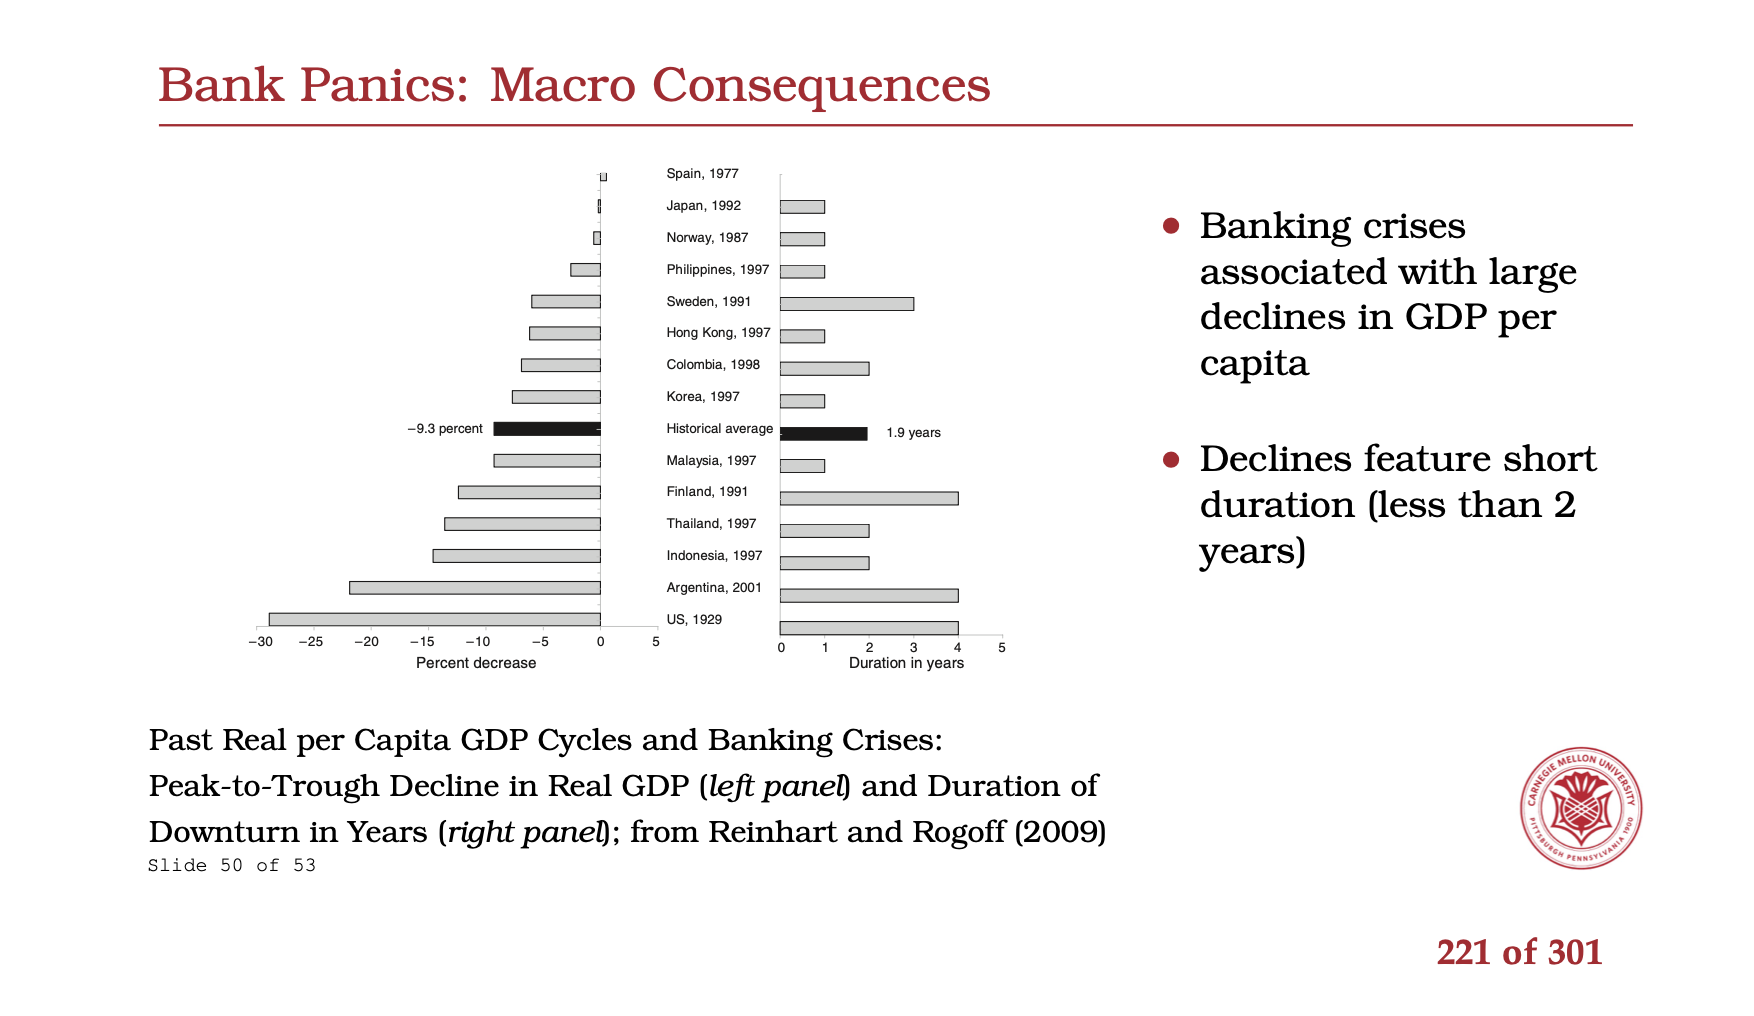 Bank Panics: Macro Consequences
Spain, 1977
Japan, 1992
Norway, 1987
Philippines, 1997
Sweden, 1991
Hong Kong, 1997
Colombia, 1998
Korea, 1997
−9.3 percent
Historical average
1.9 years
Malaysia, 1997
Finland, 1991
Thailand, 1997
Indonesia, 1997
Argentina, 2001
US, 1929
−30 −25 −20 −15 −10 −5 0 5
Percent decrease
0 1 2 3 4 5
Duration in years
• Banking crises
associated with large
declines in GDP per
capita
• Declines feature short
duration (less than 2
years)
Past Real per Capita GDP Cycles and Banking Crises:
Peak-to-Trough Decline in Real GDP (left panel) and Duration of
Downturn in Years (right panel); from Reinhart and Rogoff (2009)
Slide 50 of 53
CARNEGIE MELLON UNIVERSITY
PITTSBURGH PENNSYLVANIA 1900
221 of 301